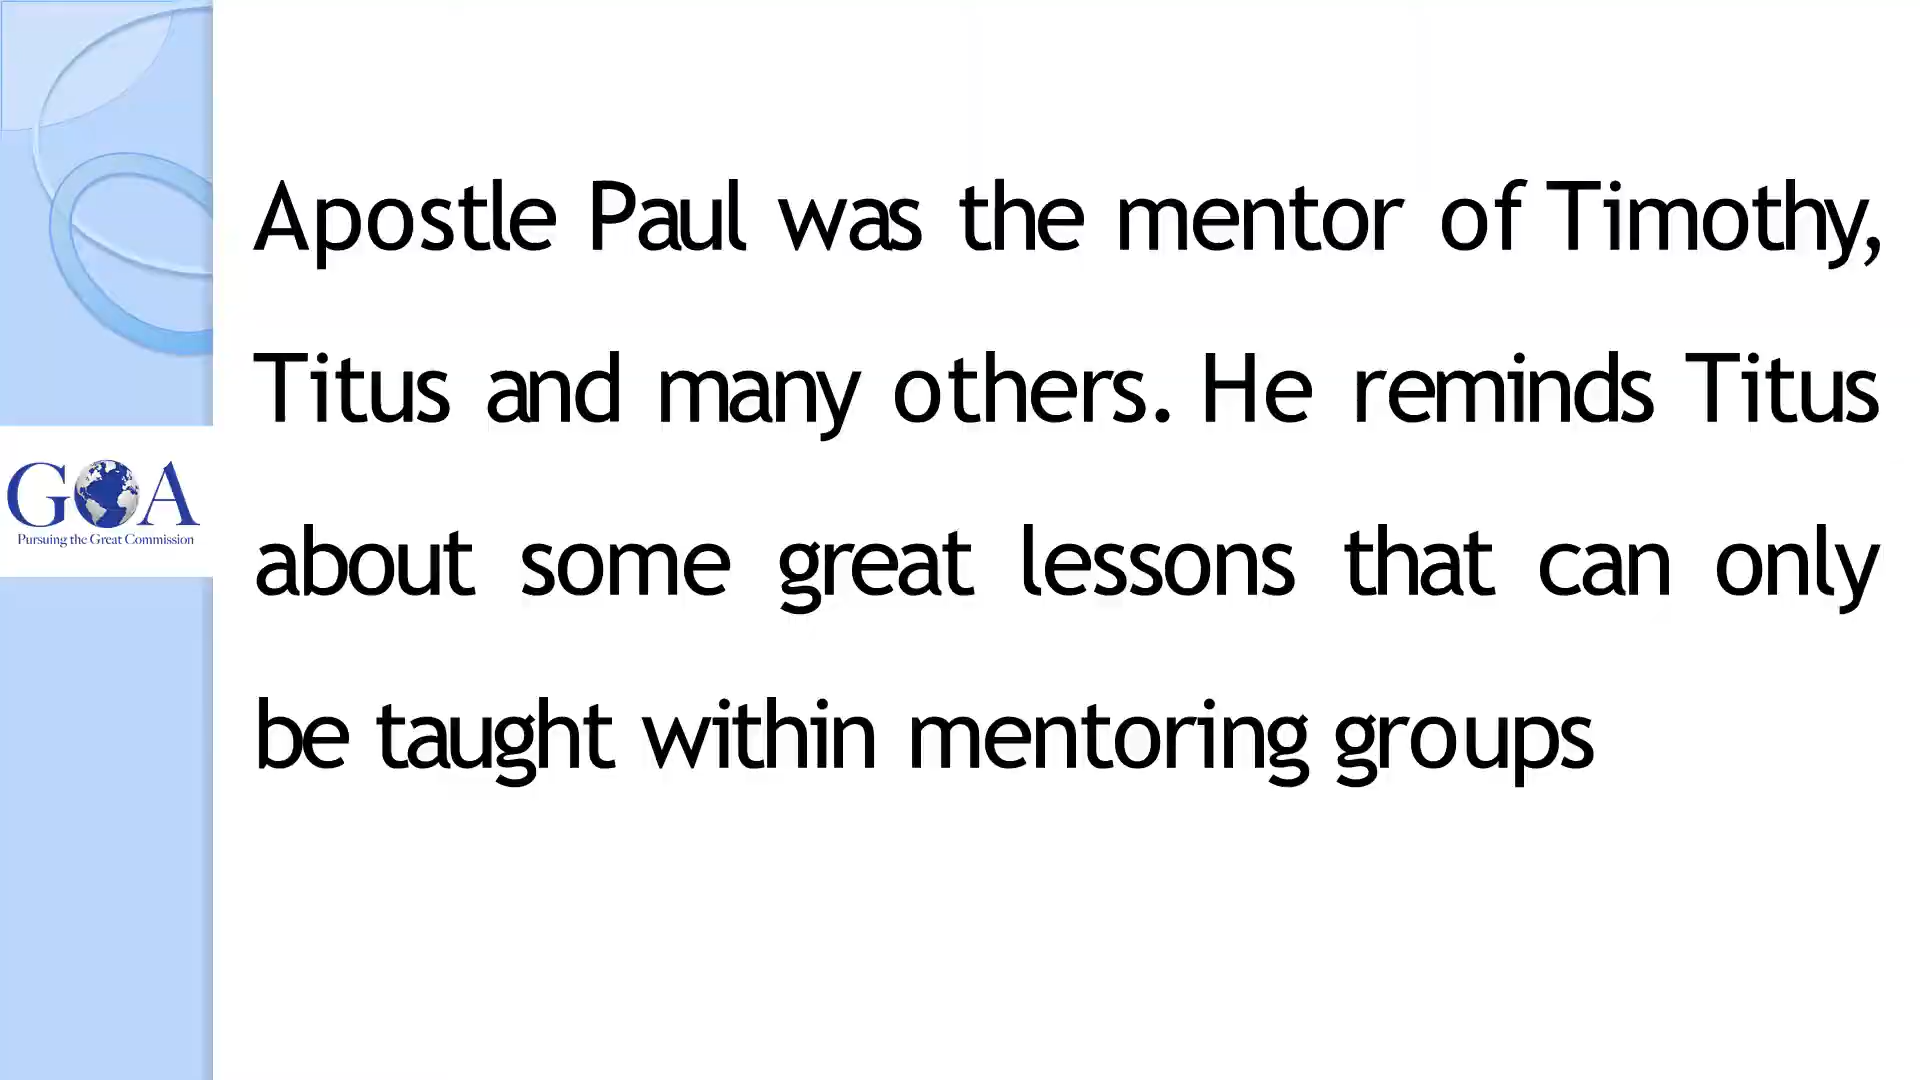 Apostle Paul was the mentor of Timothy,
Titus and many others. He reminds Titus
about some great lessons that can only
be taught within mentoring groups
GOA
Pursuing the Great Commission